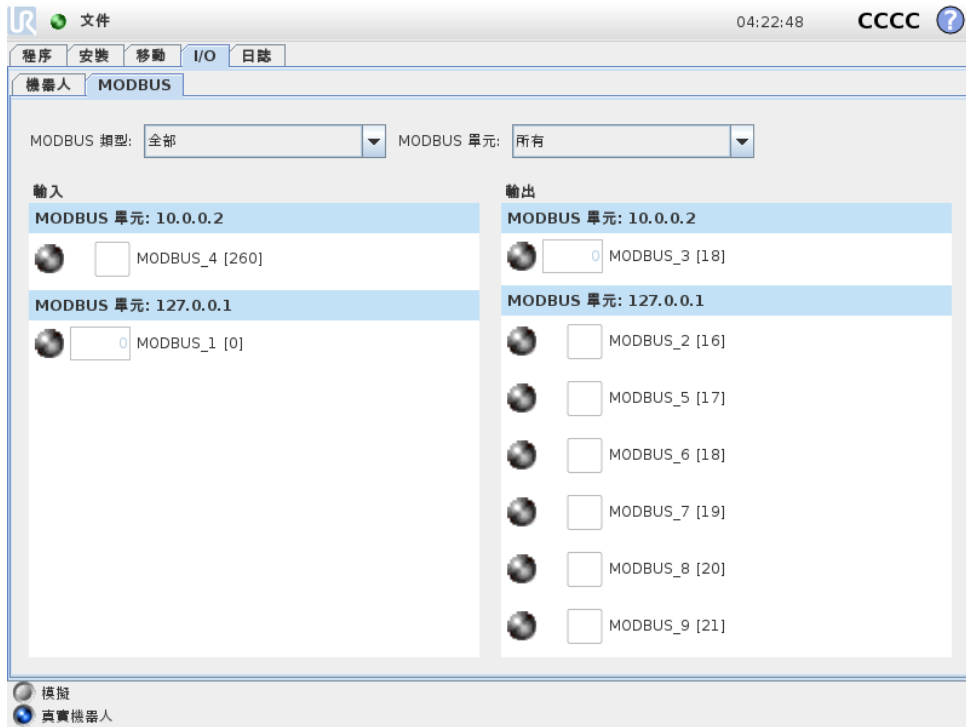 UR 文件 04:22:48 CCCC ?
程序 安裝 移動 I/O 日誌
機器人 MODBUS
MODBUS 類型: 全部 MODBUS 單元: 所有
輸入
MODBUS 單元: 10.0.0.2
MODBUS_4 [260]
MODBUS 單元: 127.0.0.1
0 MODBUS_1 [0]
輸出
MODBUS 單元: 10.0.0.2
0 MODBUS_3 [18]
MODBUS 單元: 127.0.0.1
MODBUS_2 [16]
MODBUS_5 [17]
MODBUS_6 [18]
MODBUS_7 [19]
MODBUS_8 [20]
MODBUS_9 [21]
模擬
真實機器人